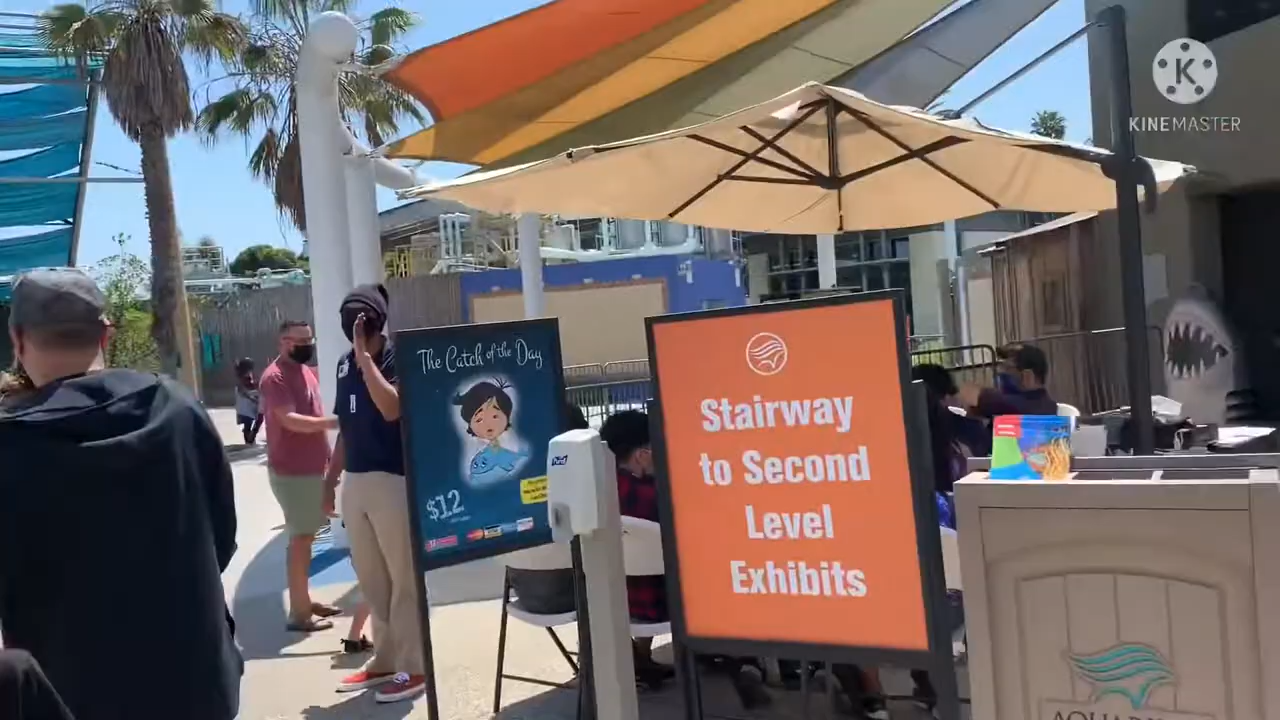 KINEMASTER
The Catch of the Day
$12
Stairway
to Second
Level
Exhibits